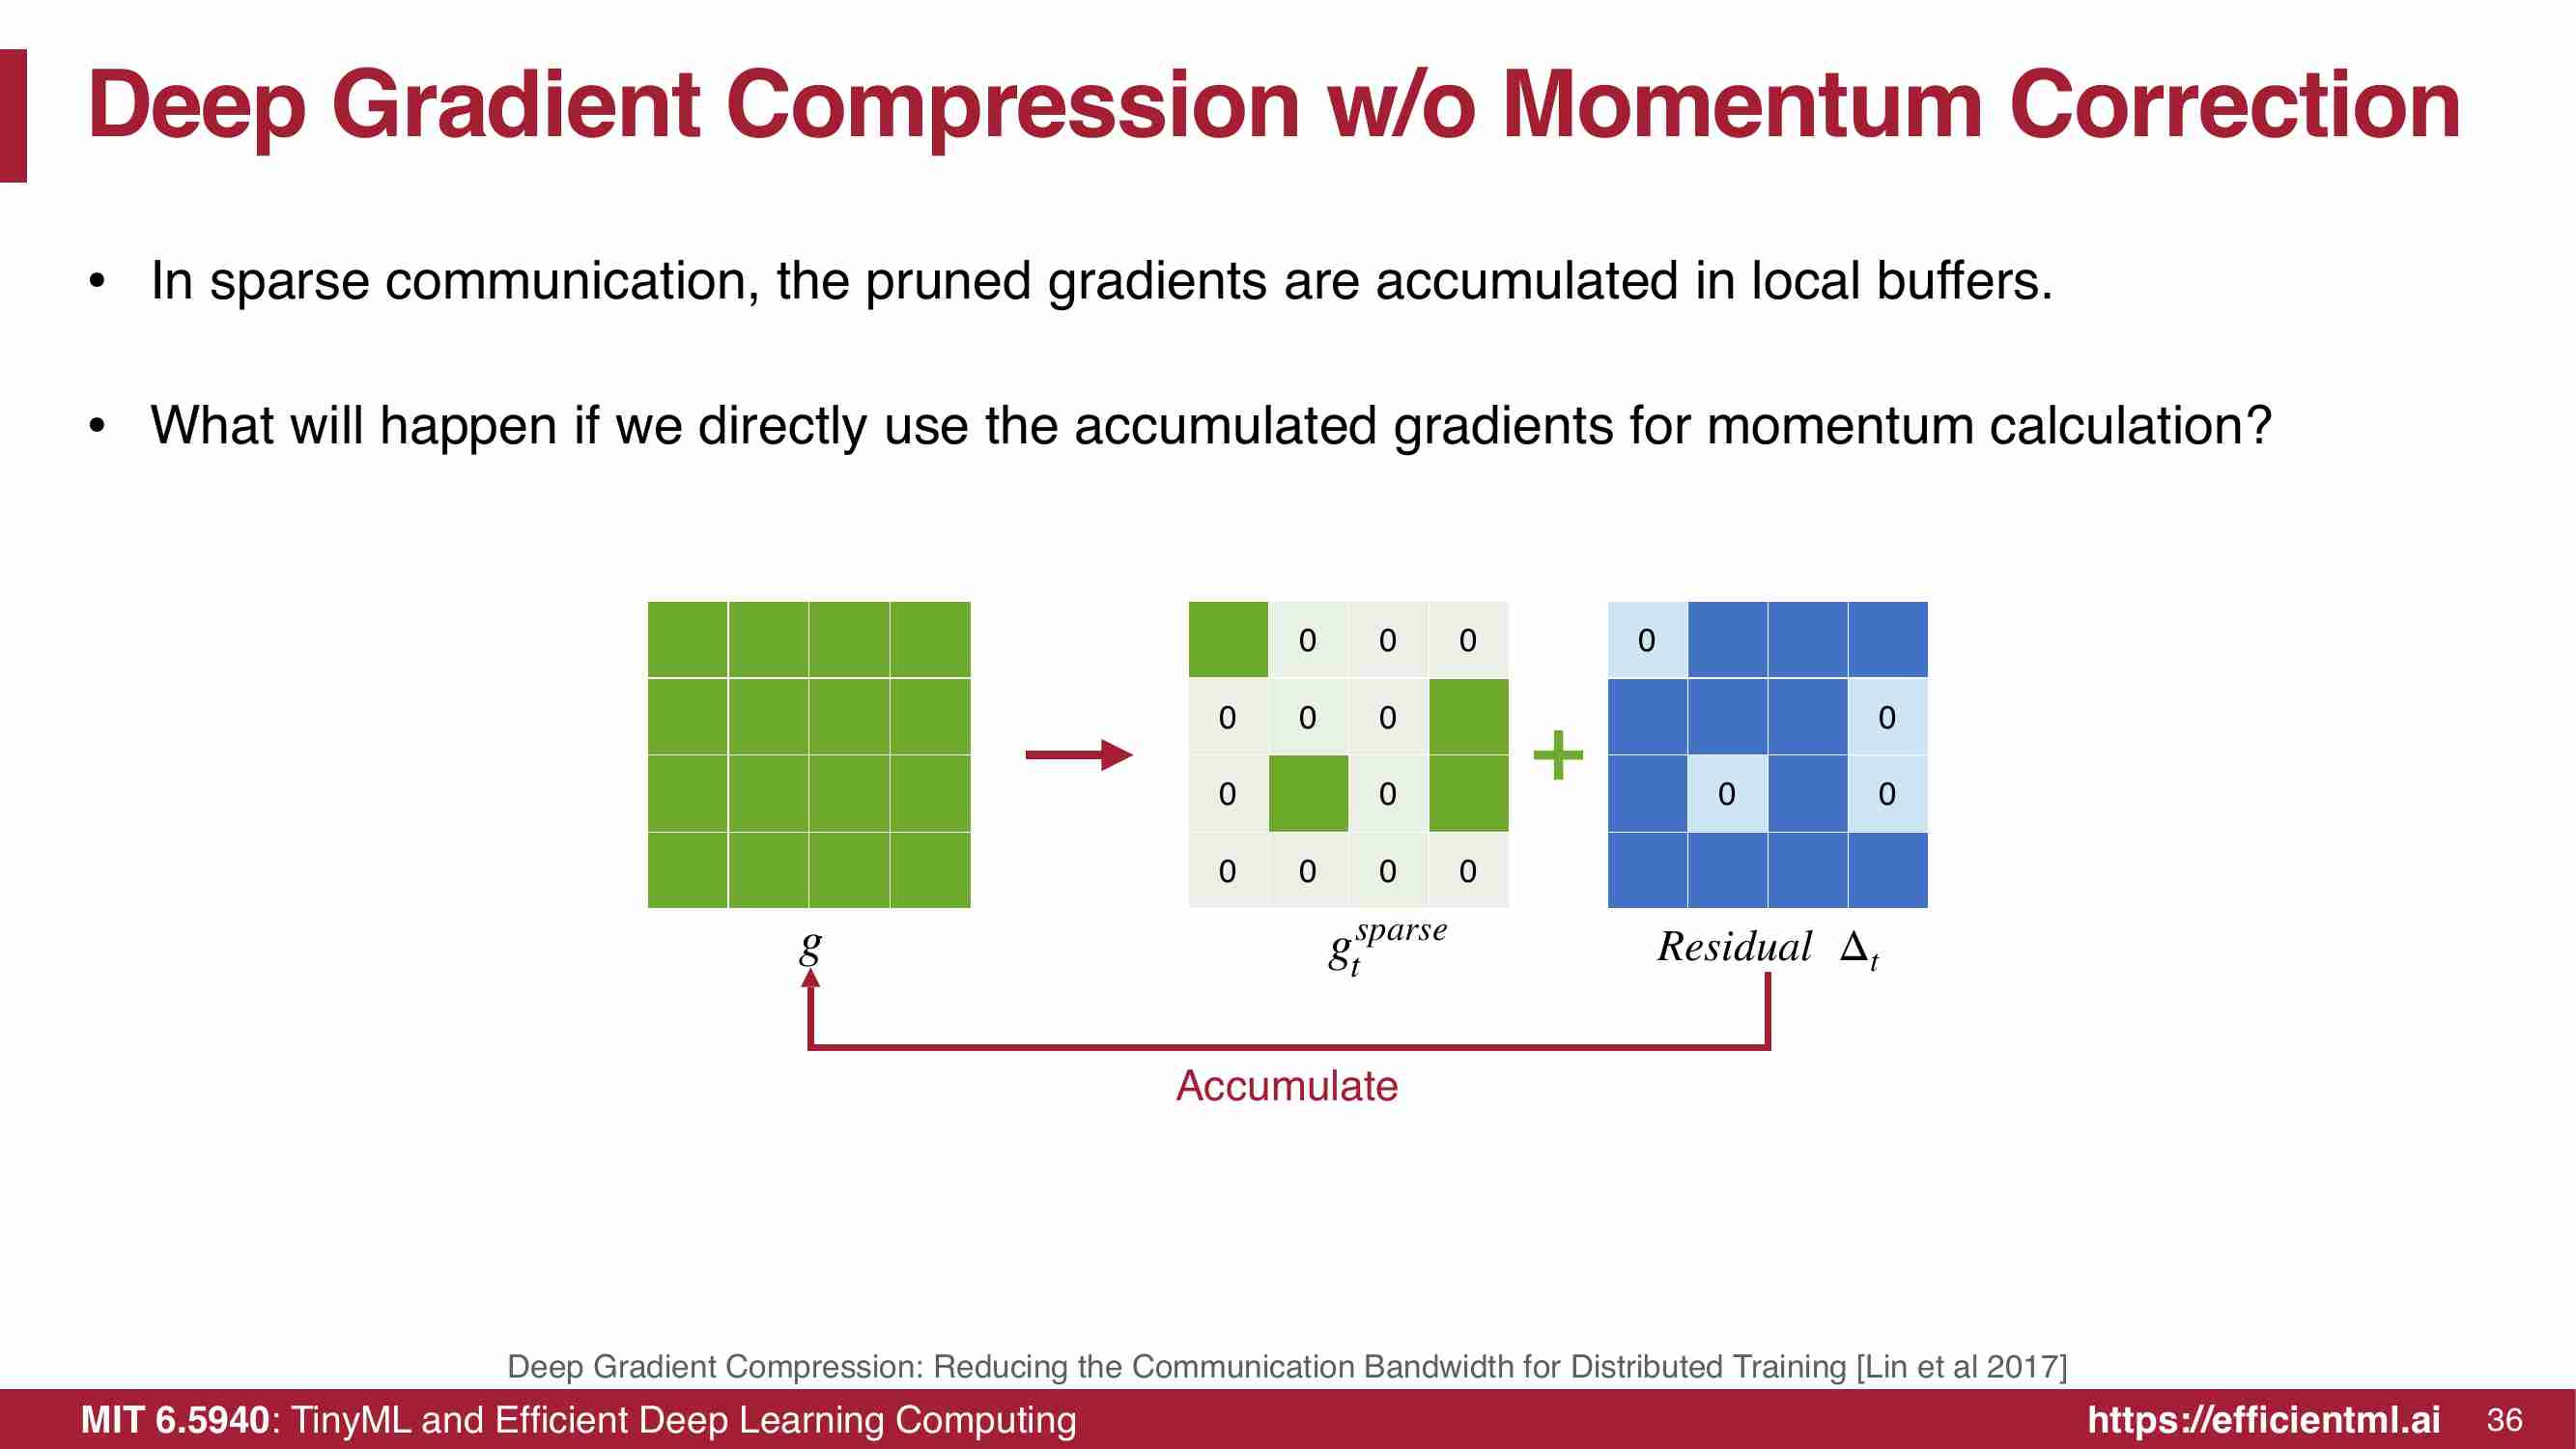 Deep Gradient Compression w/o Momentum Correction
• In sparse communication, the pruned gradients are accumulated in local buffers.
• What will happen if we directly use the accumulated gradients for momentum calculation?
0 0 0 0
0 0 0 0
0 0 0 0
0 0 0 0
g g_t^{sparse} Residual Δ_t
Accumulate
Deep Gradient Compression: Reducing the Communication Bandwidth for Distributed Training [Lin et al 2017]
MIT 6.5940: TinyML and Efficient Deep Learning Computing https://efficientml.ai 36